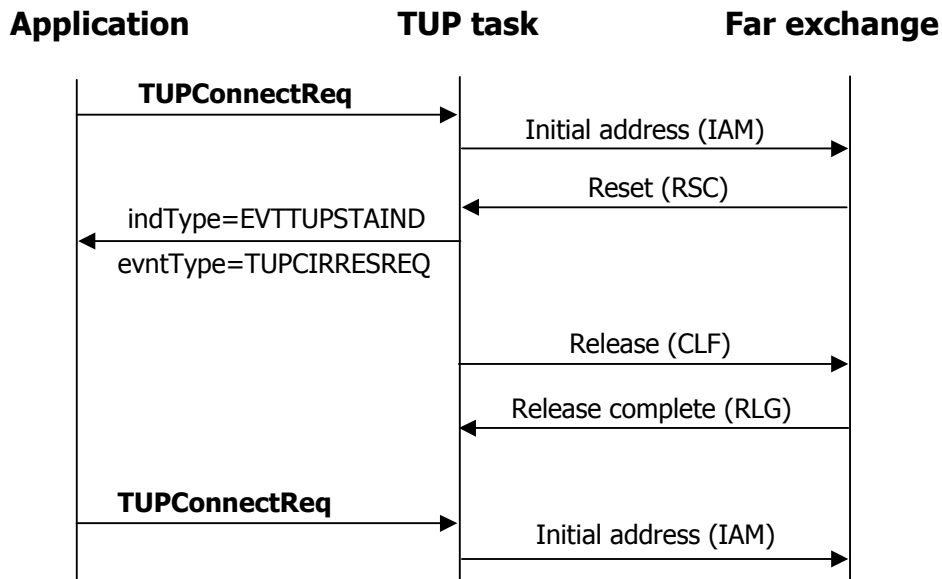 Application TUP task Far exchange
TUPConnectReq
Initial address (IAM)
Reset (RSC)
indType=EVTTUPSTAIND
evntType=TUPCIRRESREQ
Release (CLF)
Release complete (RLG)
TUPConnectReq
Initial address (IAM)